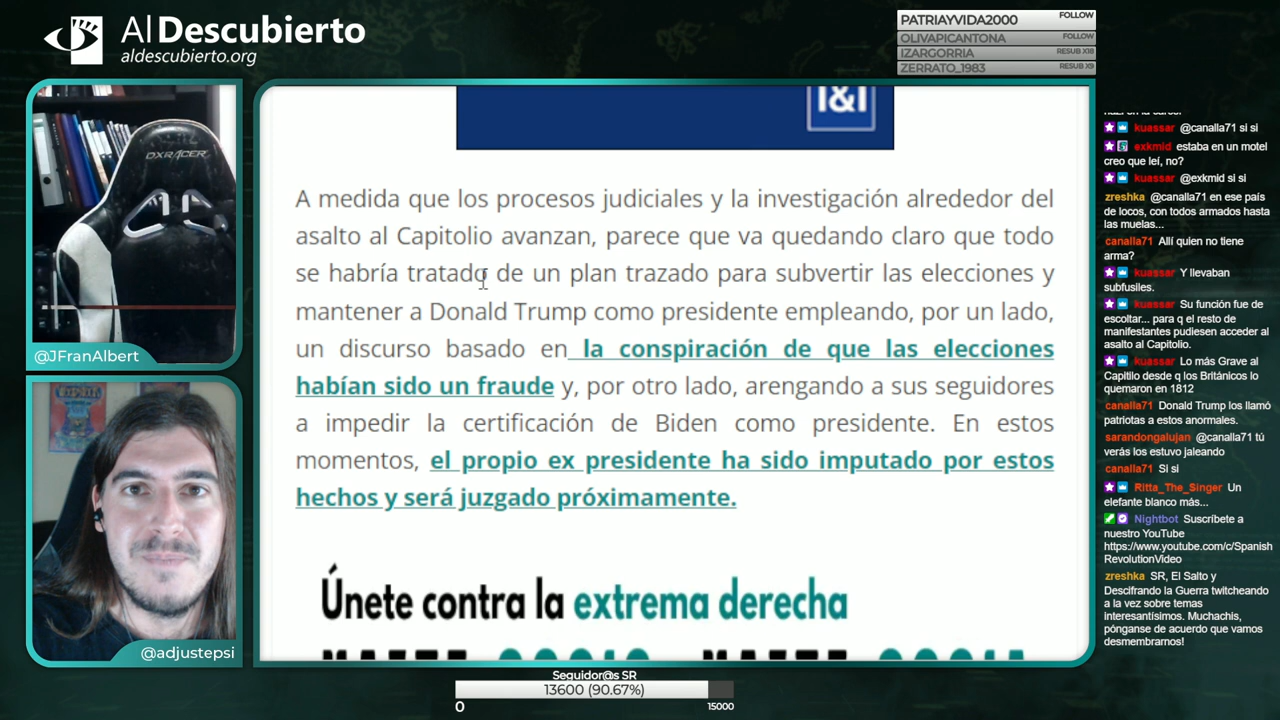 Al Descubierto
aldescubierto.org
PATRIAYVIDA2000 FOLLOW
OLIVAPICANTONA FOLLOW
IZARGORRIA RESUB X18
ZERRATO_1983 RESUB X9
DXRACER
@JFranAlbert
@adjustepsi
I&I
A medida que los procesos judiciales y la investigación alrededor del
asalto al Capitolio avanzan, parece que va quedando claro que todo
se habría tratado de un plan trazado para subvertir las elecciones y
mantener a Donald Trump como presidente empleando, por un lado,
un discurso basado en la conspiración de que las elecciones
habían sido un fraude y, por otro lado, arengando a sus seguidores
a impedir la certificación de Biden como presidente. En estos
momentos, el propio ex presidente ha sido imputado por estos
hechos y será juzgado próximamente.
Únete contra la extrema derecha
kuassar @canalla71 si si
exkmid estaba en un motel
creo que leí, no?
kuassar @exkmid si si
zreshka @canalla71 en ese país
de locos, con todos armados hasta
las muelas...
canalla71 Allí quien no tiene
arma?
kuassar Y llevaban
subfusiles.
kuassar Su función fue de
escoltar... para q el resto de
manifestantes pudiesen acceder al
asalto al Capitolio.
kuassar Lo más Grave al
Capitlio desde q los Británicos lo
quemaron en 1812
canalla71 Donald Trump los llamó
patriotas a estos anormales.
sarandongalujan @canalla71 tú
verás los estuvo jaleando
canalla71 Si si
Ritta_The_Singer Un
elefante blanco más...
Nightbot Suscríbete a
nuestro YouTube
https://www.youtube.com/c/Spanish
RevolutionVideo
zreshka SR, El Salto y
Descifrando la Guerra twitcheando
a la vez sobre temas
interesantísimos. Muchachis,
pónganse de acuerdo que vamos
desmembrarnos!
Seguidor@s SR
13600 (90.67%)
0 15000